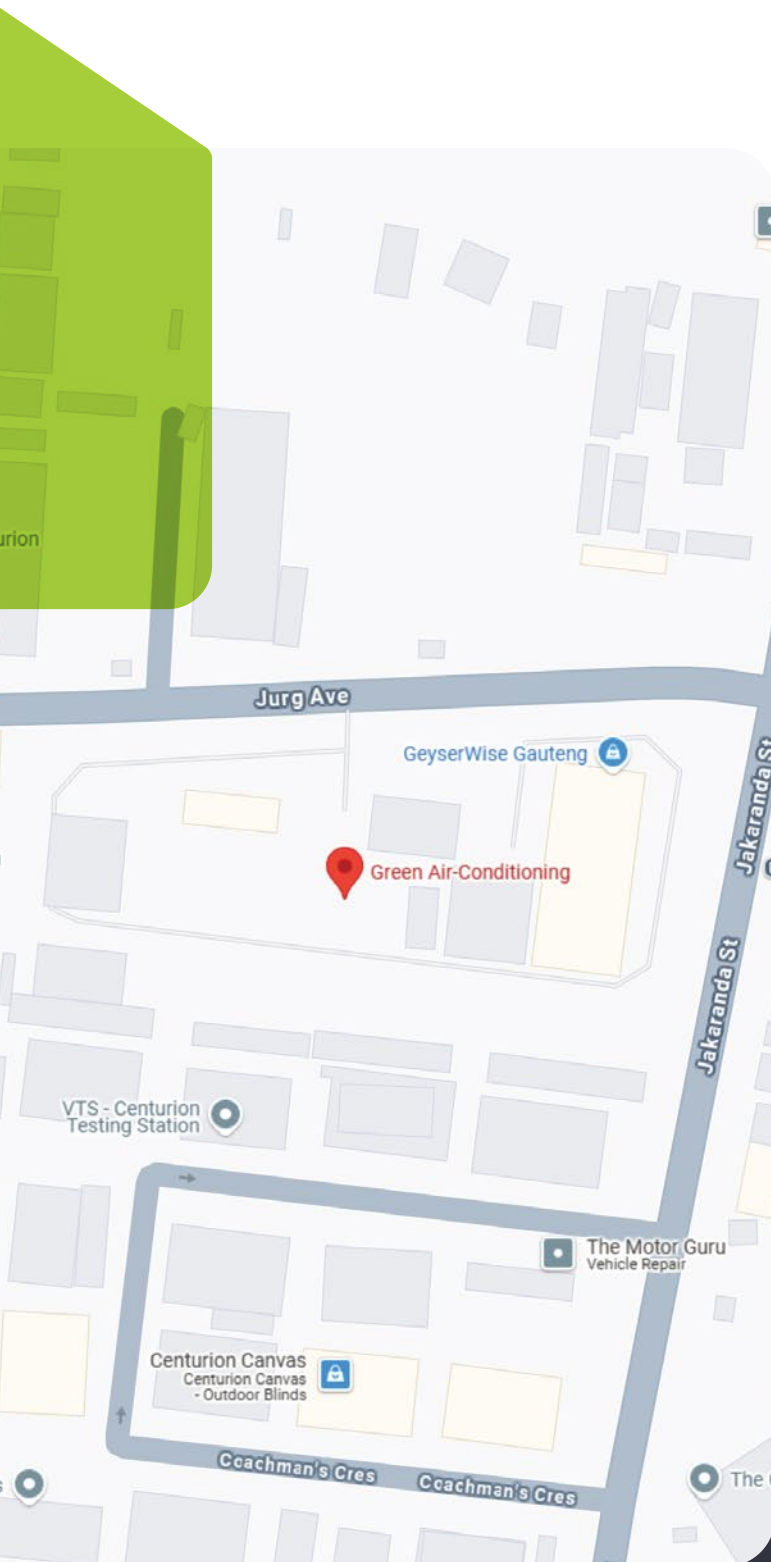 Jurg Ave
GeyserWise Gauteng
Jakaranda St
Green Air-Conditioning
Jakaranda St
VTS - Centurion
Testing Station
The Motor Guru
Vehicle Repair
Centurion Canvas
Centurion Canvas
- Outdoor Blinds
Coachman's Cres
Coachman's Cres
The